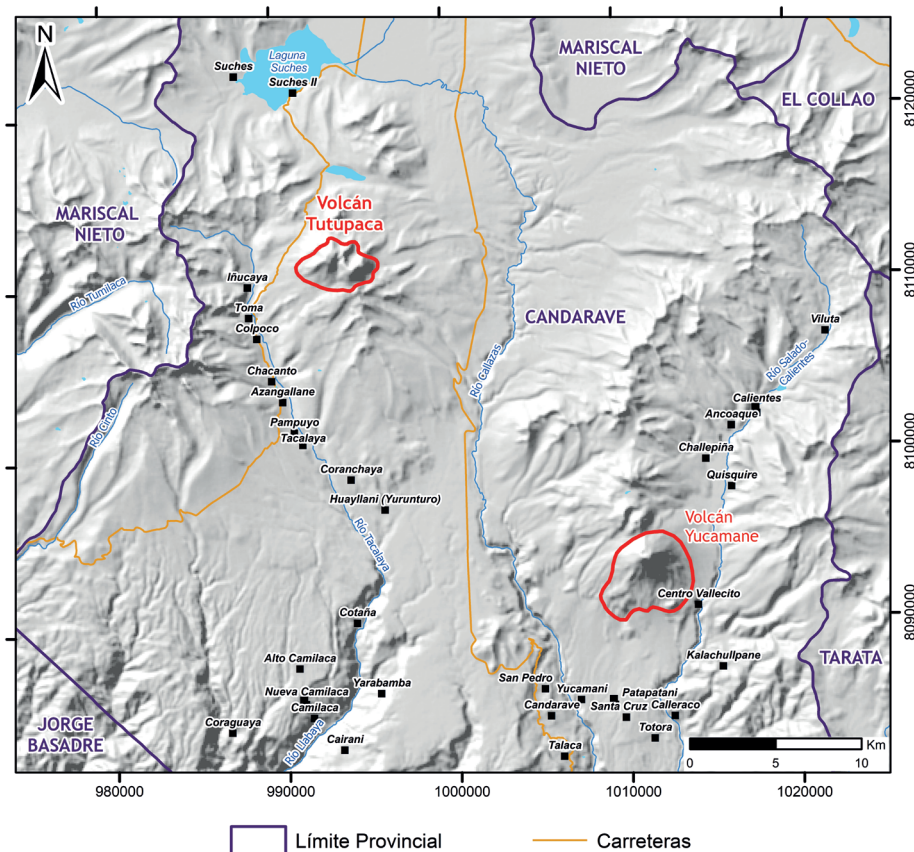 N
Laguna
Suches
Suches
Suches II
MARISCAL
NIETO
EL COLLAO
8120000
MARISCAL
NIETO
Volcán
Tutupaca
8110000
Iñucaya
Río Tumilaca
Toma
Colpoco
CANDARAVE
Viluta
Río Callazas
Río Salado-
Calientes
Chacanto
Azangallane
Calientes
Ancoaque
Río Cinto
Pampuyo
Tacalaya
8100000
Challepiña
Coranchaya
Quisquire
Huayllani (Yurunturo)
Río Tacalaya
Volcán
Yucamane
Centro Vallecito
8090000
Cotaña
Alto Camilaca
Kalachullpane
TARATA
San Pedro
Nueva Camilaca
Yarabamba
Yucamani
Patapatani
Camilaca
Candarave
Santa Cruz
Calleraco
JORGE
BASADRE
Coraguaya
Río Llabaya
Cairani
Totora
Talaca
Km
0
5
10
980000
990000
1000000
1010000
1020000
Límite Provincial
Carreteras